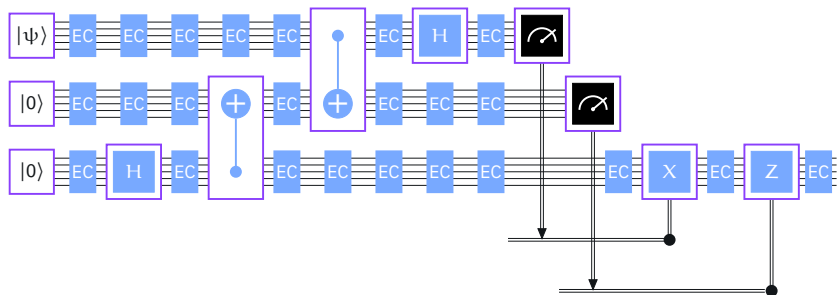 |ψ⟩ EC EC EC EC EC EC H EC
|0⟩ EC EC EC EC EC EC EC
|0⟩ EC H EC EC EC EC EC EC EC X EC Z EC